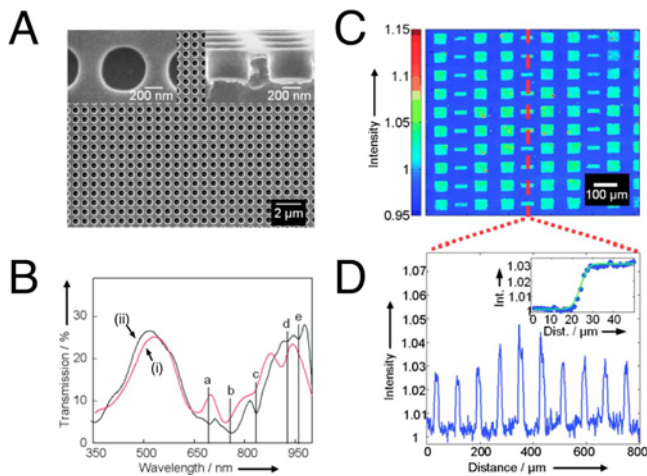 A
200 nm
200 nm
2 µm
B
Transmission / %
30
20
10
0
(ii)
(i)
a
b
c
d
e
350
500
700
900
Wavelength / nm
C
Intensity
1.15
1.1
1.05
1
0.95
100 µm
D
Intensity
1.07
1.06
1.05
1.04
1.03
1.02
1.01
1
0
200
400
600
800
Distance / µm
Int.
1.03
1.02
1.01
1
0
10
20
30
40
Dist. / µm